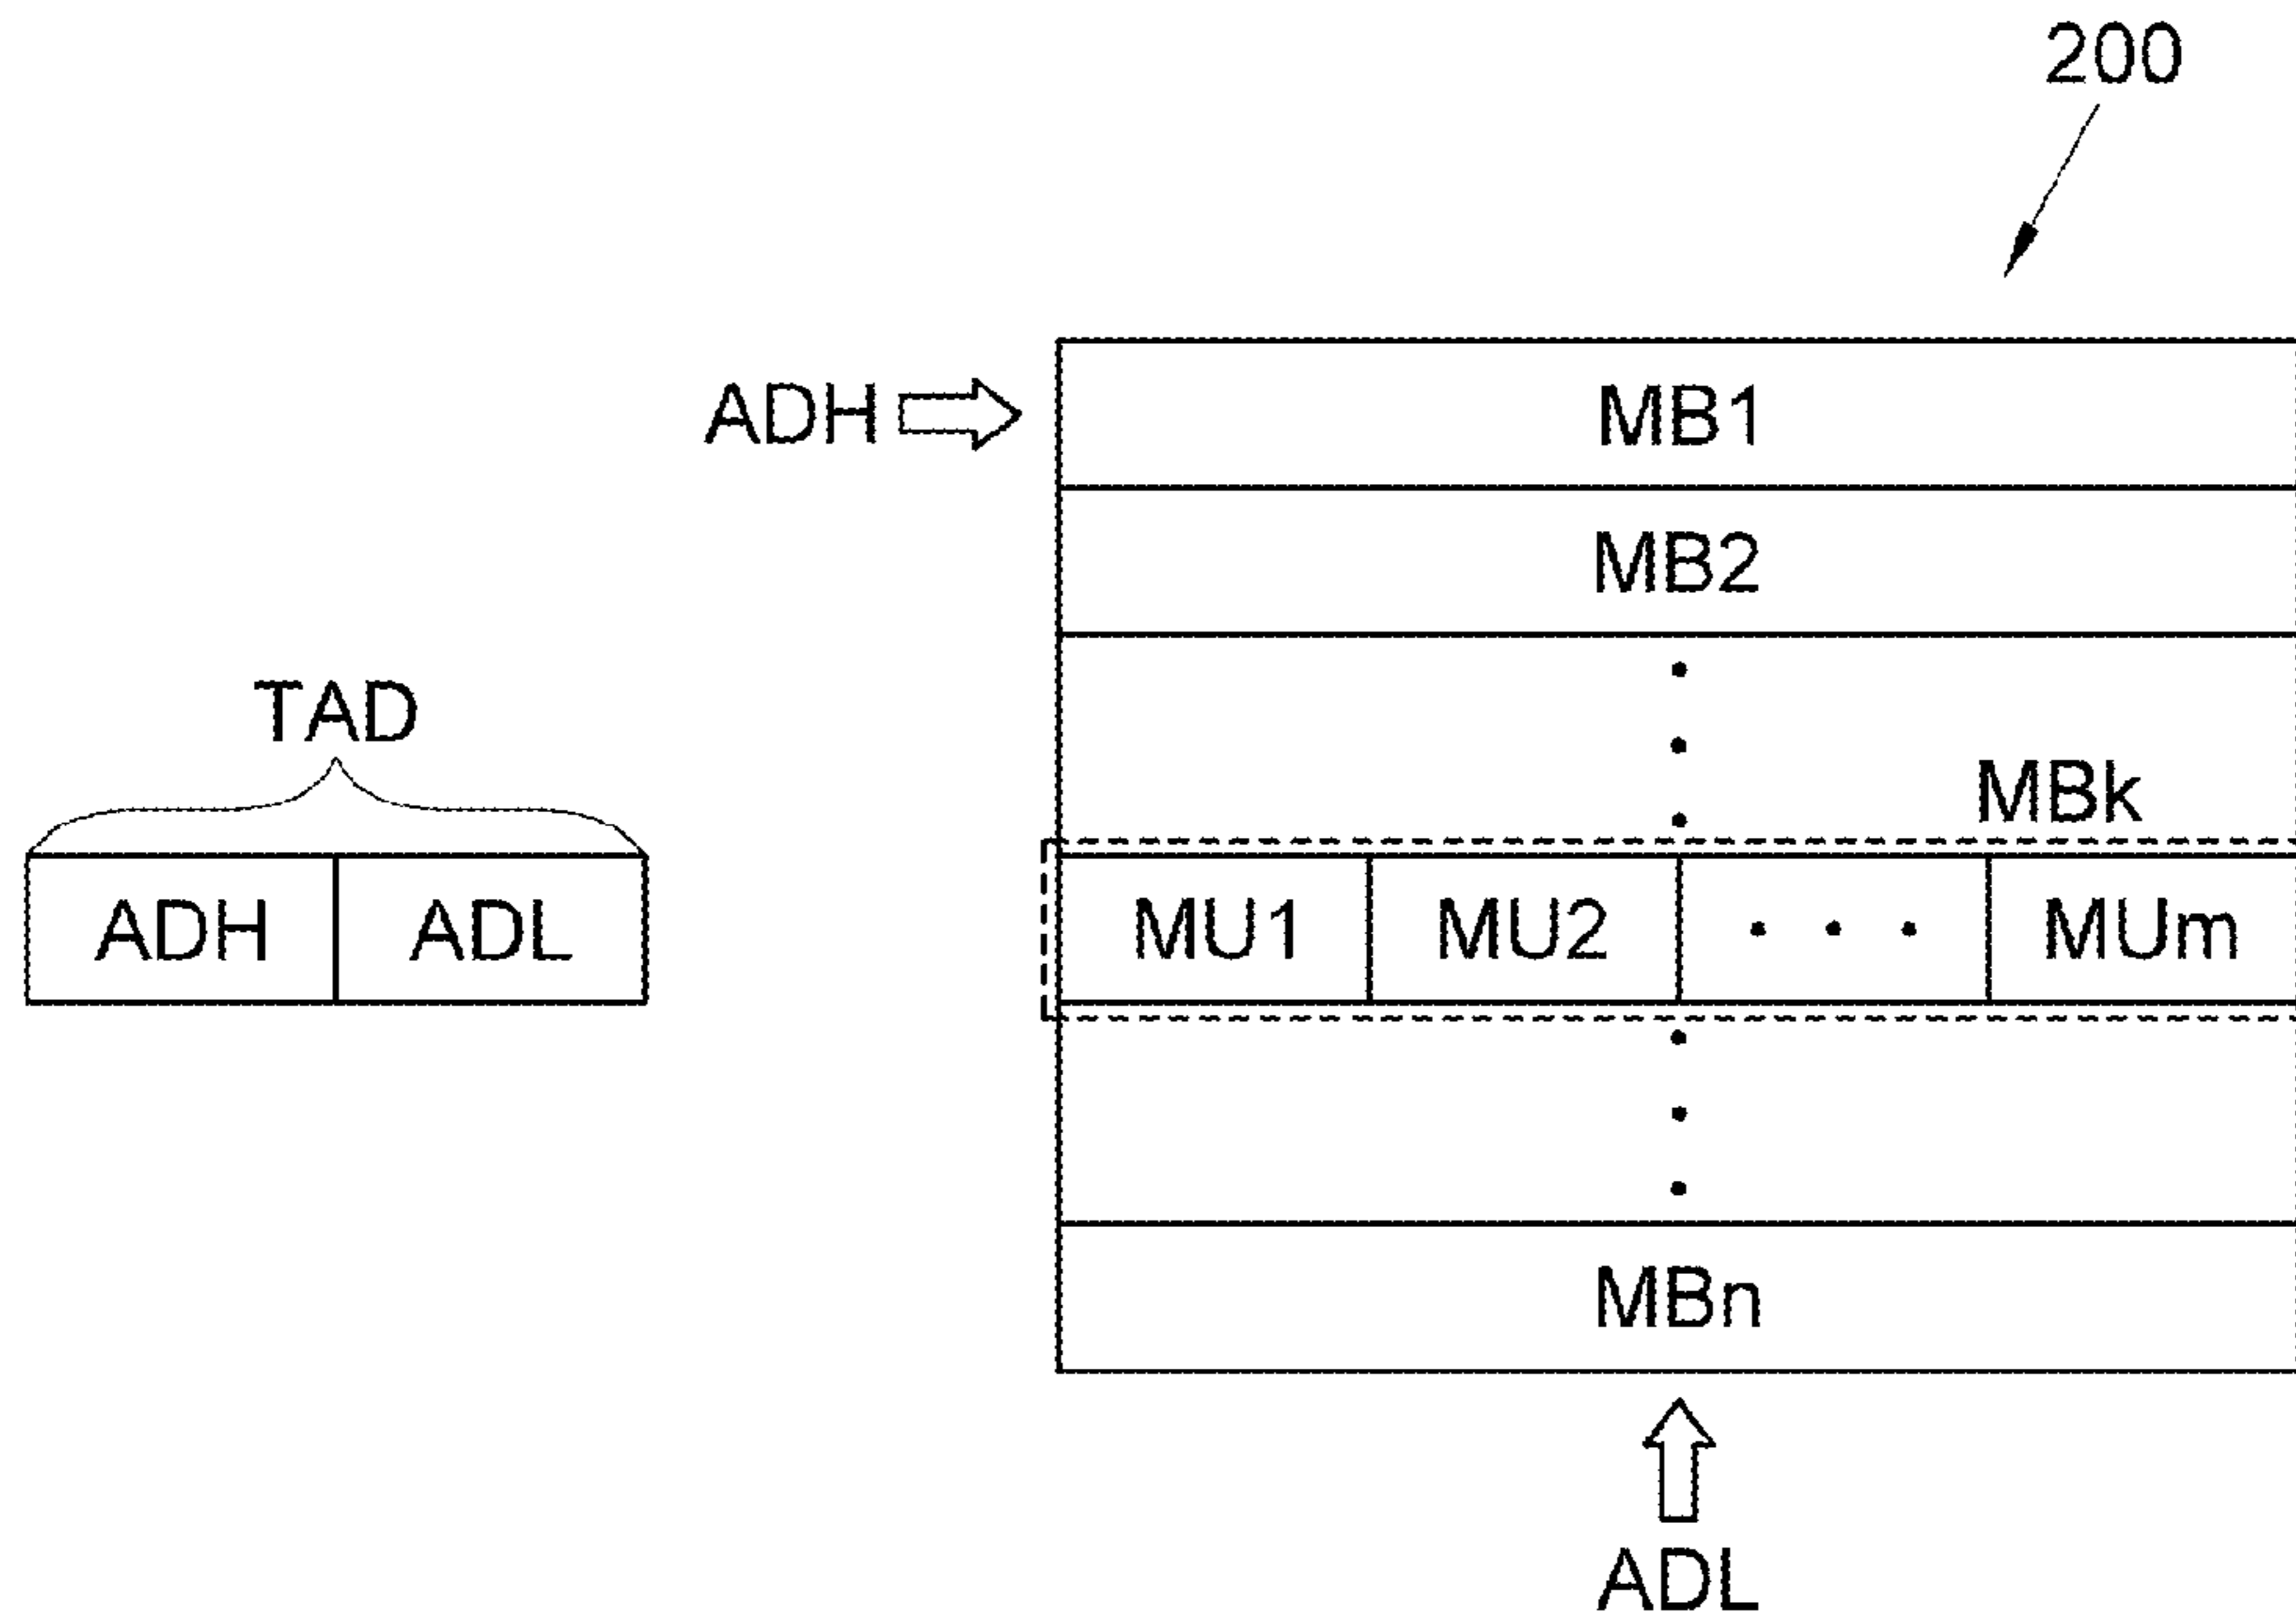 200
ADH
MB1
MB2
TAD
MBk
ADH ADL
MU1 MU2 . . . MUm
MBn
ADL